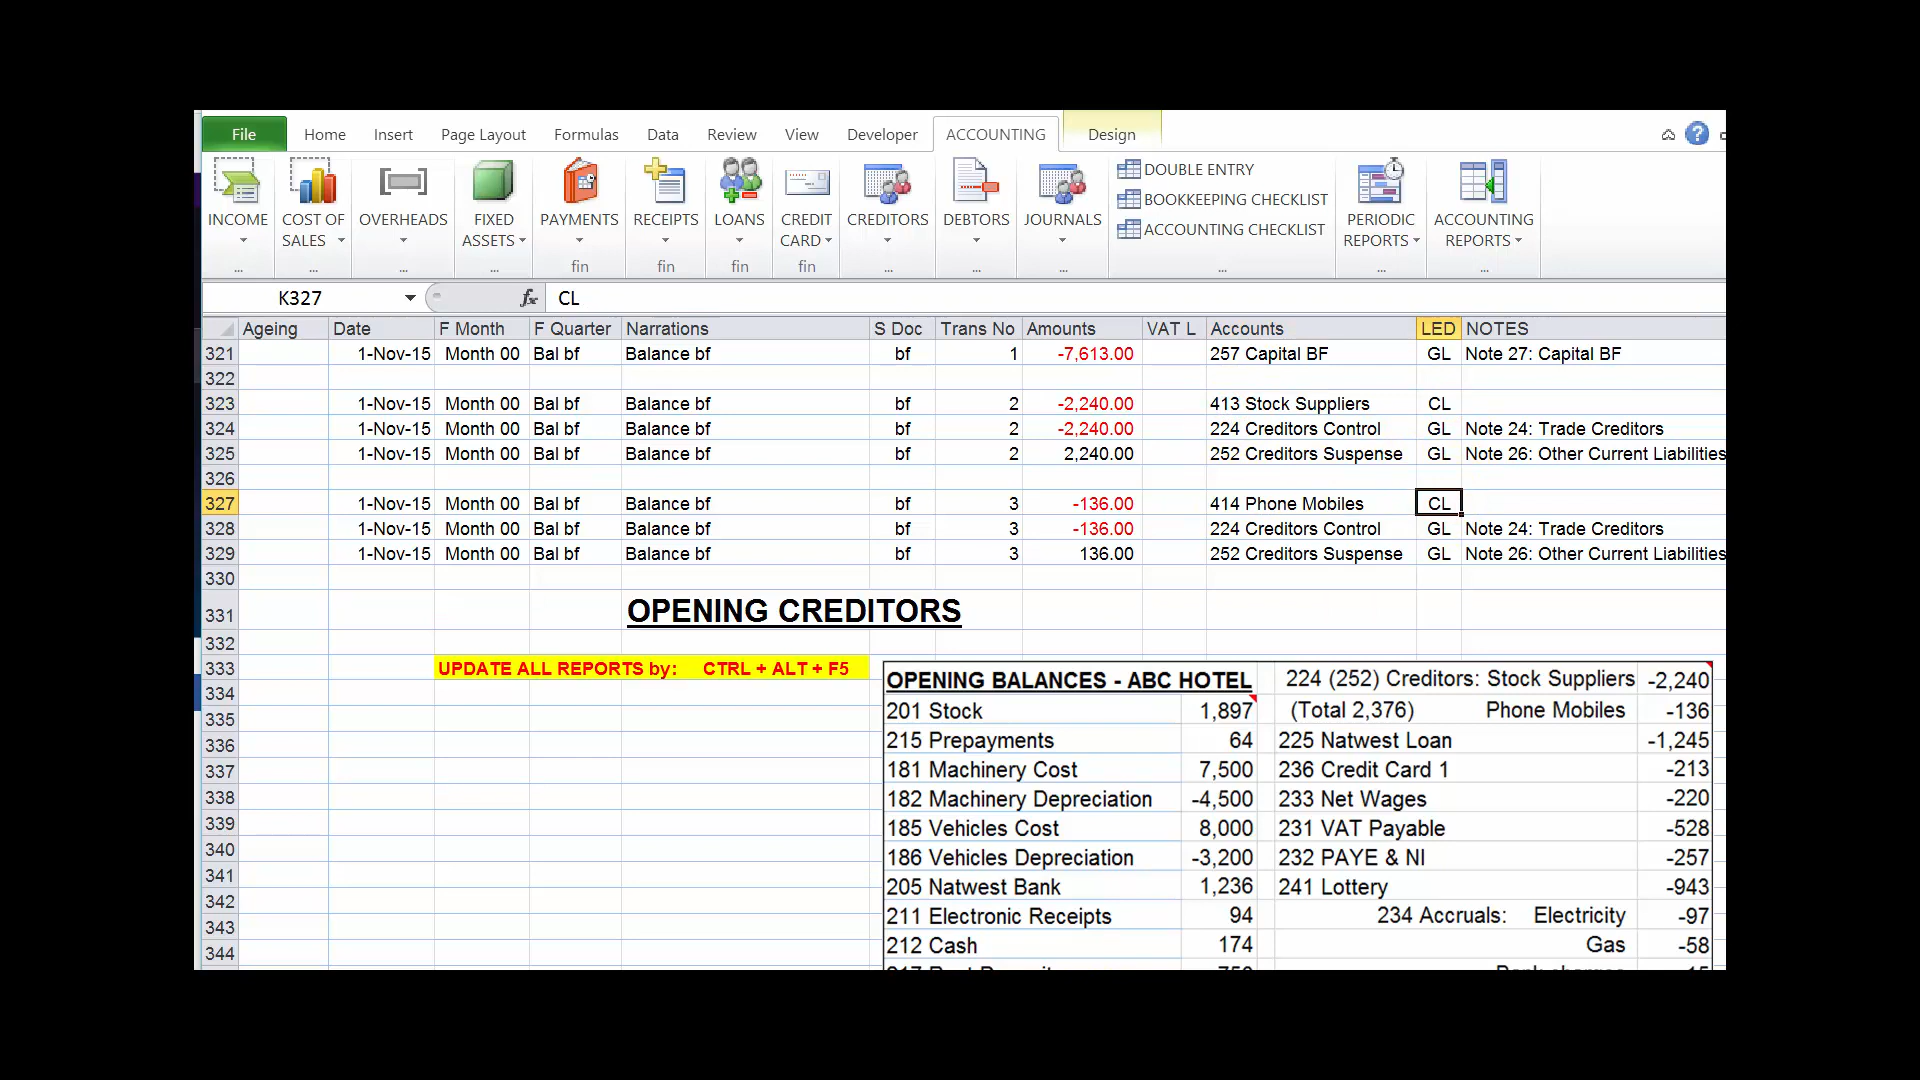 File Home Insert Page Layout Formulas Data Review View Developer ACCOUNTING Design
INCOME COST OF SALES OVERHEADS FIXED ASSETS PAYMENTS RECEIPTS LOANS CREDIT CARD CREDITORS DEBTORS JOURNALS
DOUBLE ENTRY
BOOKKEEPING CHECKLIST
ACCOUNTING CHECKLIST
PERIODIC REPORTS ACCOUNTING REPORTS
... ... ... ... fin fin fin fin ... ... ... ... ... ...
K327 fx CL
Ageing Date F Month F Quarter Narrations S Doc Trans No Amounts VAT L Accounts LED NOTES
321 1-Nov-15 Month 00 Bal bf Balance bf bf 1 -7,613.00 257 Capital BF GL Note 27: Capital BF
322
323 1-Nov-15 Month 00 Bal bf Balance bf bf 2 -2,240.00 413 Stock Suppliers CL
324 1-Nov-15 Month 00 Bal bf Balance bf bf 2 -2,240.00 224 Creditors Control GL Note 24: Trade Creditors
325 1-Nov-15 Month 00 Bal bf Balance bf bf 2 2,240.00 252 Creditors Suspense GL Note 26: Other Current Liabilities
326
327 1-Nov-15 Month 00 Bal bf Balance bf bf 3 -136.00 414 Phone Mobiles CL
328 1-Nov-15 Month 00 Bal bf Balance bf bf 3 -136.00 224 Creditors Control GL Note 24: Trade Creditors
329 1-Nov-15 Month 00 Bal bf Balance bf bf 3 136.00 252 Creditors Suspense GL Note 26: Other Current Liabilities
330
331 OPENING CREDITORS
332
333 UPDATE ALL REPORTS by: CTRL + ALT + F5
334
335
336
337
338
339
340
341
342
343
344
OPENING BALANCES - ABC HOTEL 224 (252) Creditors: Stock Suppliers -2,240
201 Stock 1,897 (Total 2,376) Phone Mobiles -136
215 Prepayments 64 225 Natwest Loan -1,245
181 Machinery Cost 7,500 236 Credit Card 1 -213
182 Machinery Depreciation -4,500 233 Net Wages -220
185 Vehicles Cost 8,000 231 VAT Payable -528
186 Vehicles Depreciation -3,200 232 PAYE & NI -257
205 Natwest Bank 1,236 241 Lottery -943
211 Electronic Receipts 94 234 Accruals: Electricity -97
212 Cash 174 Gas -58